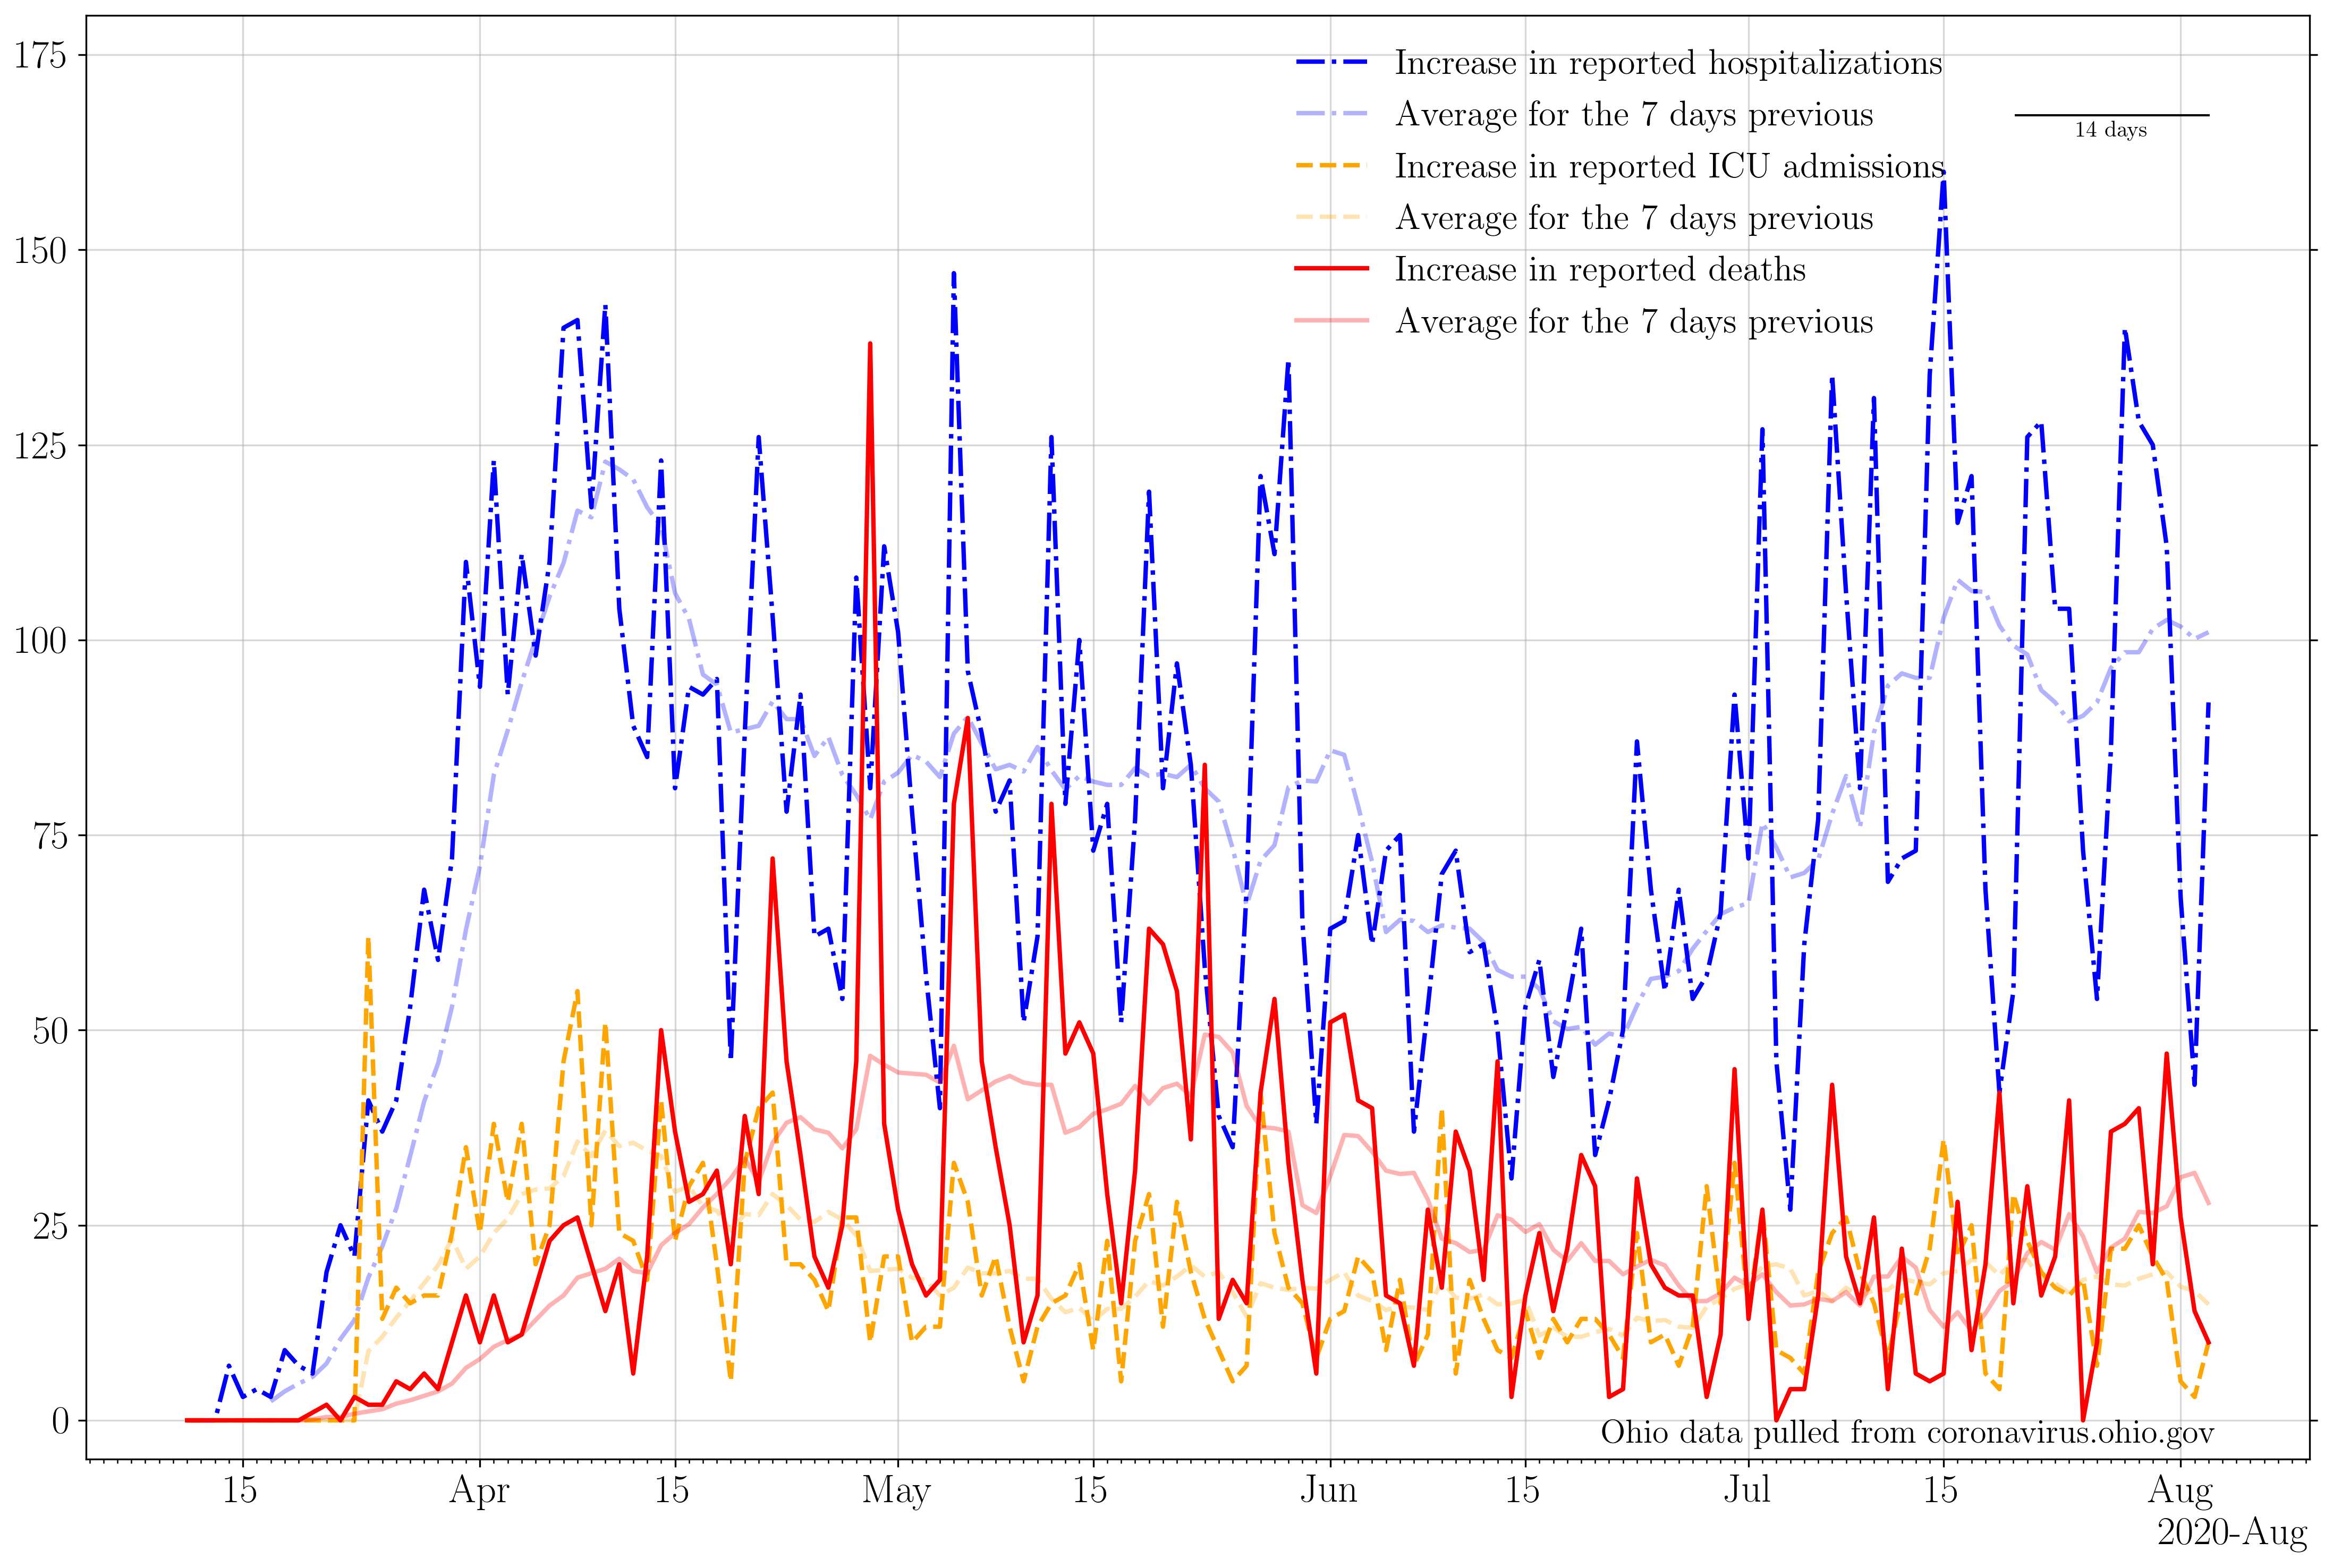 175
150
125
100
75
50
25
0
Increase in reported hospitalizations
Average for the 7 days previous
Increase in reported ICU admissions
Average for the 7 days previous
Increase in reported deaths
Average for the 7 days previous
14 days
Ohio data pulled from coronavirus.ohio.gov
15 Apr 15 May 15 Jun 15 Jul 15 Aug
2020-Aug